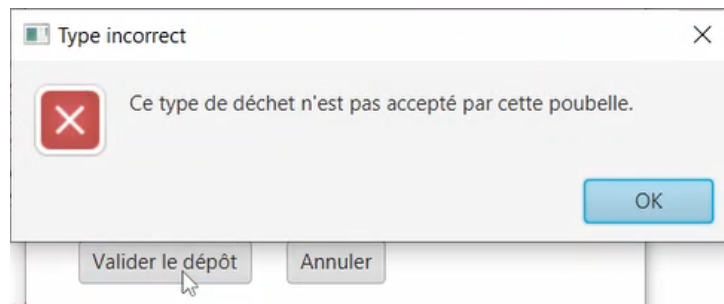 Type incorrect
Ce type de déchet n'est pas accepté par cette poubelle.
OK
Valider le dépôt
Annuler